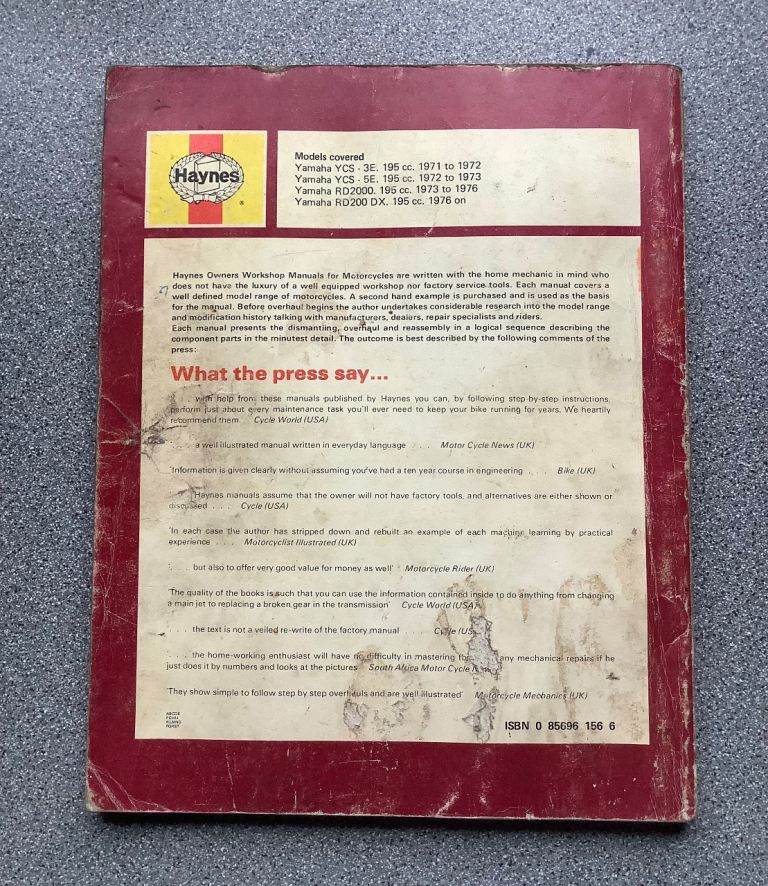 Haynes
®
Models covered
Yamaha YCS - 3E. 195 cc. 1971 to 1972
Yamaha YCS - 5E. 195 cc. 1972 to 1973
Yamaha RD2000. 195 cc. 1973 to 1976
Yamaha RD200 DX. 195 cc. 1976 on
Haynes Owners Workshop Manuals for Motorcycles are written with the home mechanic in mind who
does not have the luxury of a well equipped workshop nor factory service tools. Each manual covers a
well defined model range of motorcycles. A second hand example is purchased and is used as the basis
for the manual. Before overhaul begins the author undertakes considerable research into the model range
and modification history talking with manufacturers, dealers, repair specialists and riders.
Each manual presents the dismantling, overhaul and reassembly in a logical sequence describing the
component parts in the minutest detail. The outcome is best described by the following comments of the
press:
What the press say...
. . with help from these manuals published by Haynes you can, by following step-by-step instructions,
perform just about every maintenance task you'll ever need to keep your bike running for years. We heartily
recommend them.' Cycle World (USA)
. . . . a well illustrated manual written in everyday language . . . Motor Cycle News (UK)
'Information is given clearly without assuming you've had a ten year course in engineering . . . . Bike (UK)
Haynes manuals assume that the owner will not have factory tools, and alternatives are either shown or
discussed . . . . Cycle (USA)
'In each case the author has stripped down and rebuilt an example of each machine learning by practical
experience . . . . Motorcyclist Illustrated (UK)
'. . . . but also to offer very good value for money as well' Motorcycle Rider (UK)
'The quality of the books is such that you can use the information contained inside to do anything from changing
a main jet to replacing a broken gear in the transmission' Cycle World (USA)
'. . . . the text is not a veiled re-write of the factory manual . . . . Cycle (US
'. . . . the home-working enthusiast will have no difficulty in mastering any mechanical repairs if he
just does it by numbers and looks at the pictures' South Africa Motor Cycle
'They show simple to follow step by step overhauls and are well illustrated' Motorcycle Mechanics (UK)
ABCDE
FGHIJ
KLMNO
PQRST
ISBN 0 85696 156 6